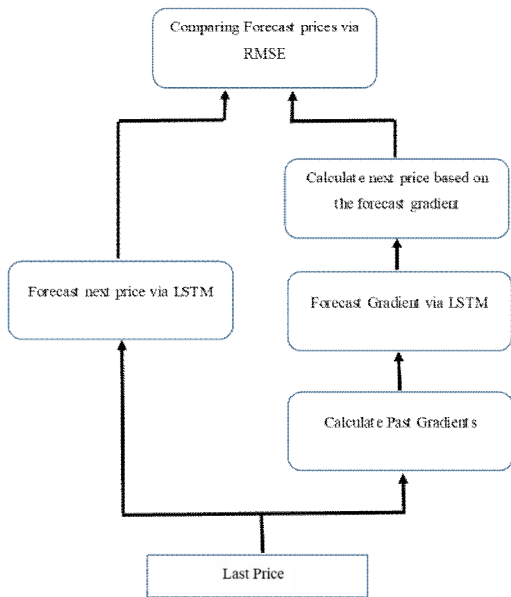 Comparing Forecast prices via
RMSE
Calculate next price based on
the forecast gradient
Forecast next price via LSTM
Forecast Gradient via LSTM
Calculate Past Gradients
Last Price